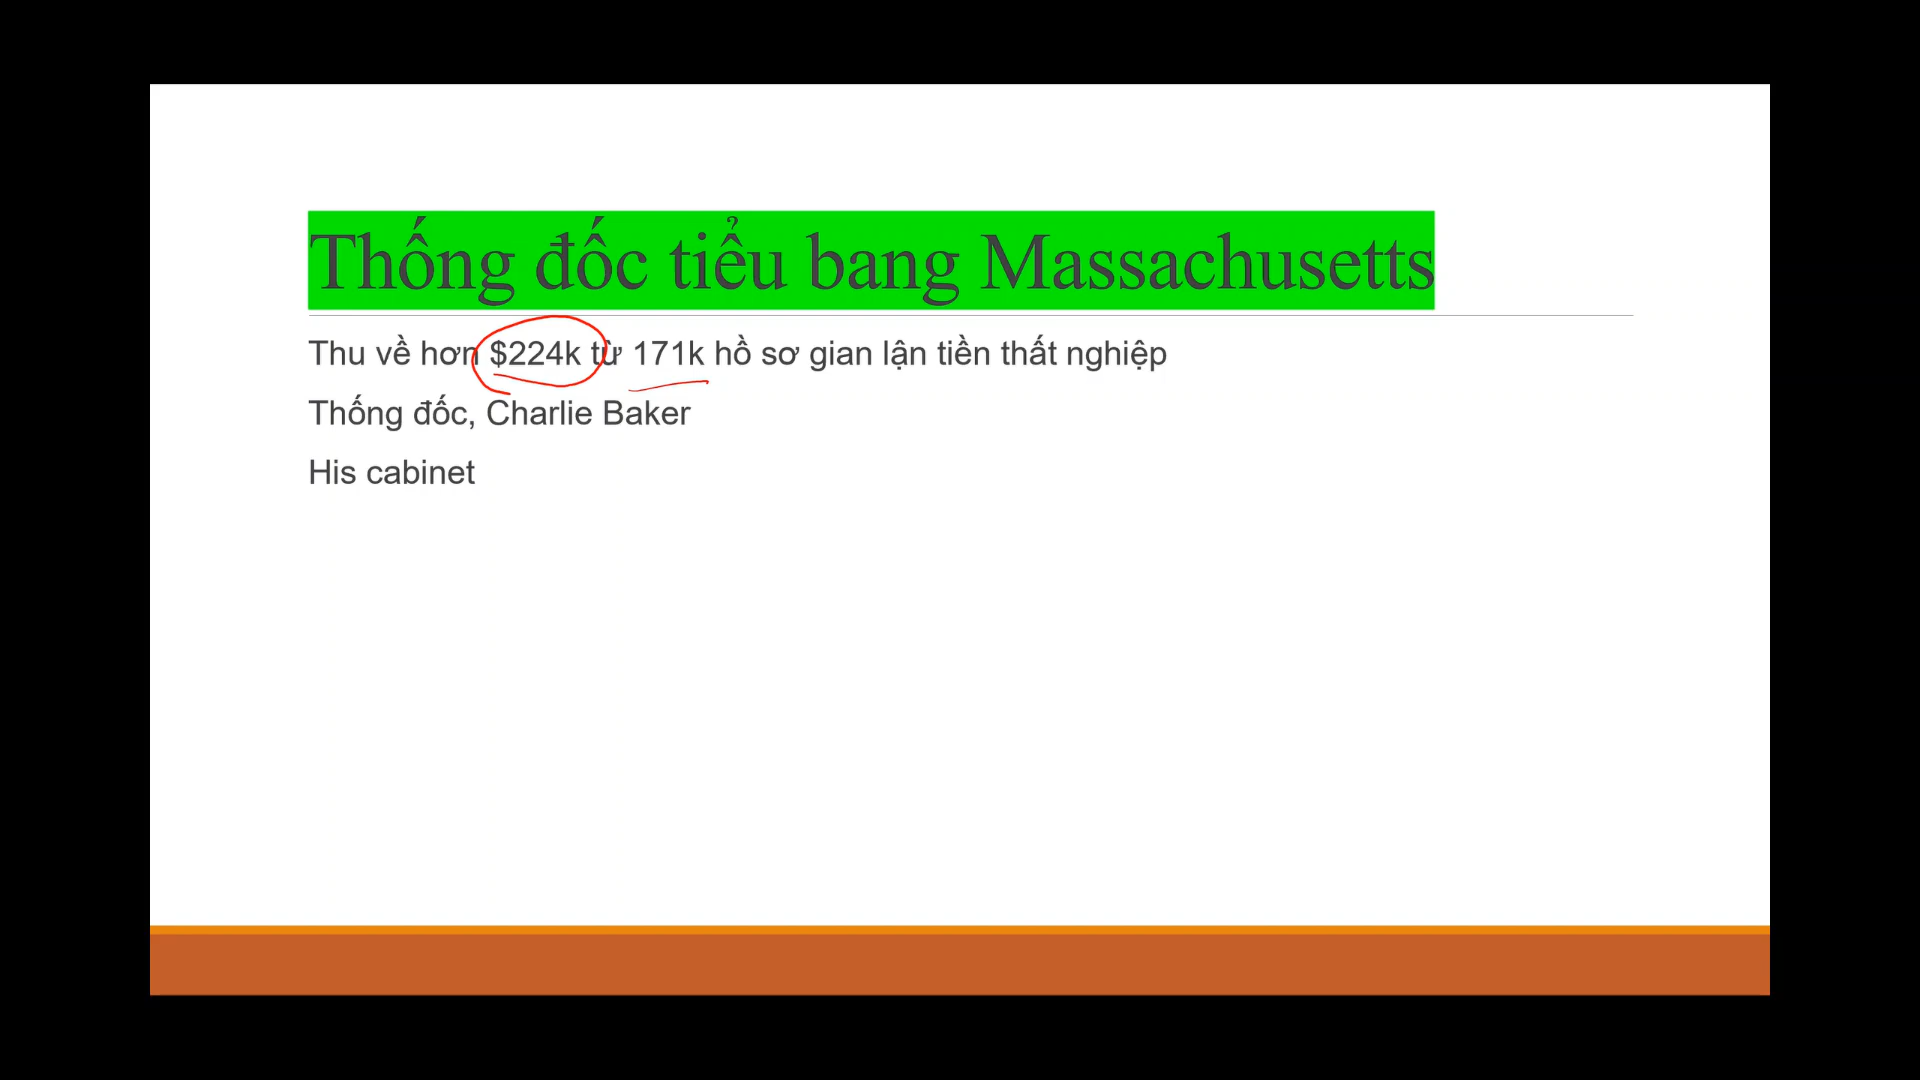 Thống đốc tiểu bang Massachusetts
Thu về hơn $224k từ 171k hồ sơ gian lận tiền thất nghiệp
Thống đốc, Charlie Baker
His cabinet